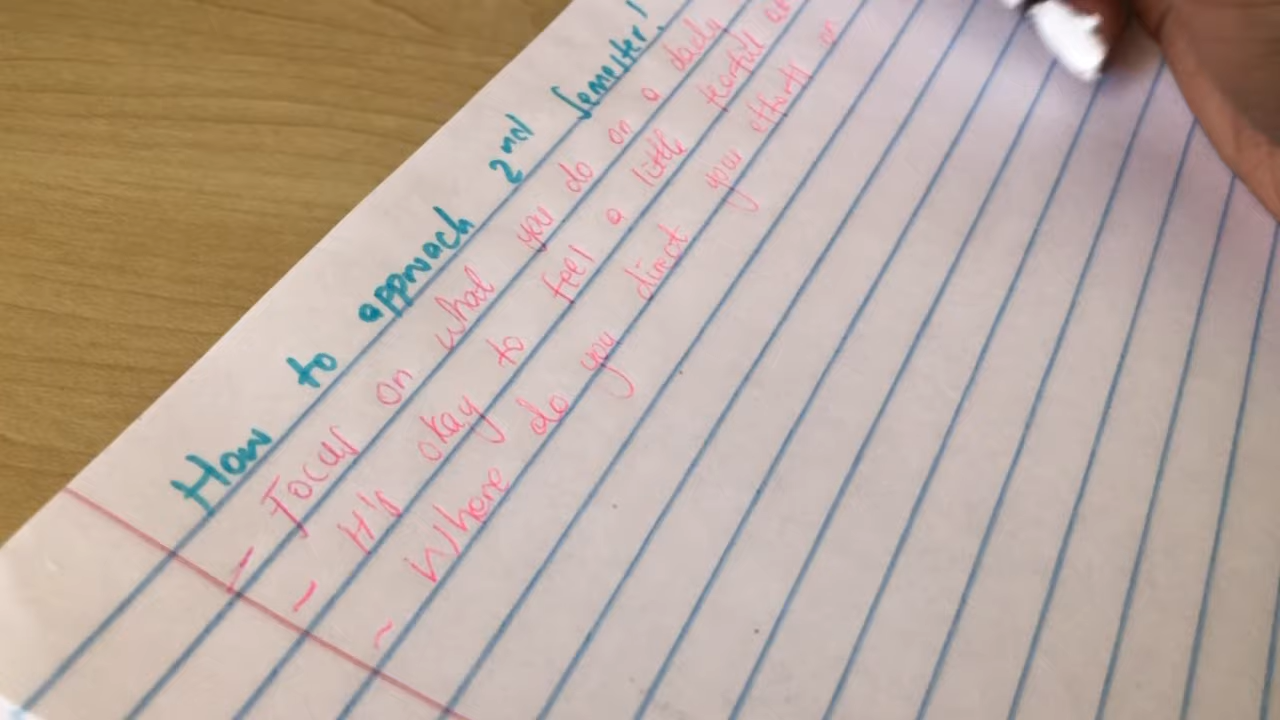 How to approach 2nd Semester!
- Focus on what you do on a daily
- It's okay to feel a little fearful
- Where do you direct your efforts on